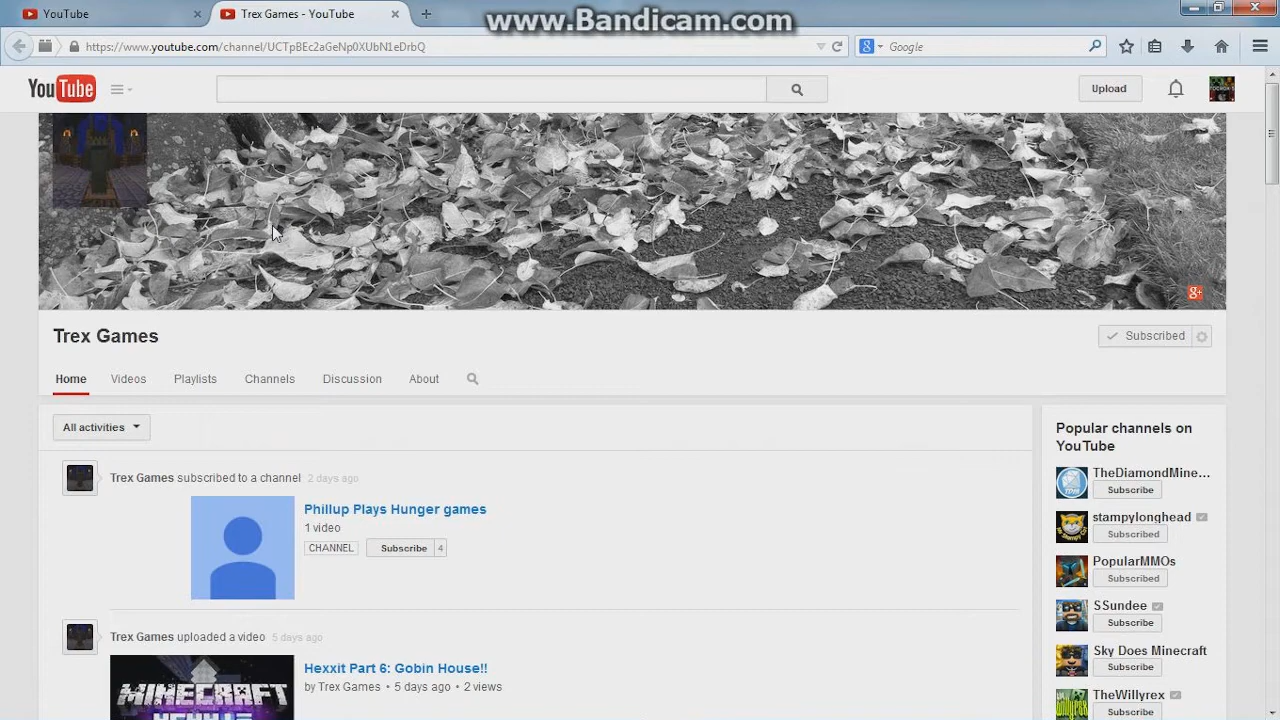 www.Bandicam.com
YouTube
Trex Games - YouTube
https://www.youtube.com/channel/UCTpBEc2aGeNp0XUbN1eDrbQ
Google
YouTube
Upload
Trex Games
Subscribed
Home Videos Playlists Channels Discussion About
All activities
Trex Games subscribed to a channel 2 days ago
Phillup Plays Hunger games
1 video
CHANNEL Subscribe 4
Trex Games uploaded a video 5 days ago
MINECRAFT
Hexxit Part 6: Gobin House!!
by Trex Games • 5 days ago • 2 views
Popular channels on
YouTube
TheDiamondMine...
Subscribe
stampylonghead
Subscribed
PopularMMOs
Subscribed
SSundee
Subscribe
Sky Does Minecraft
Subscribe
TheWillyrex
Subscribe